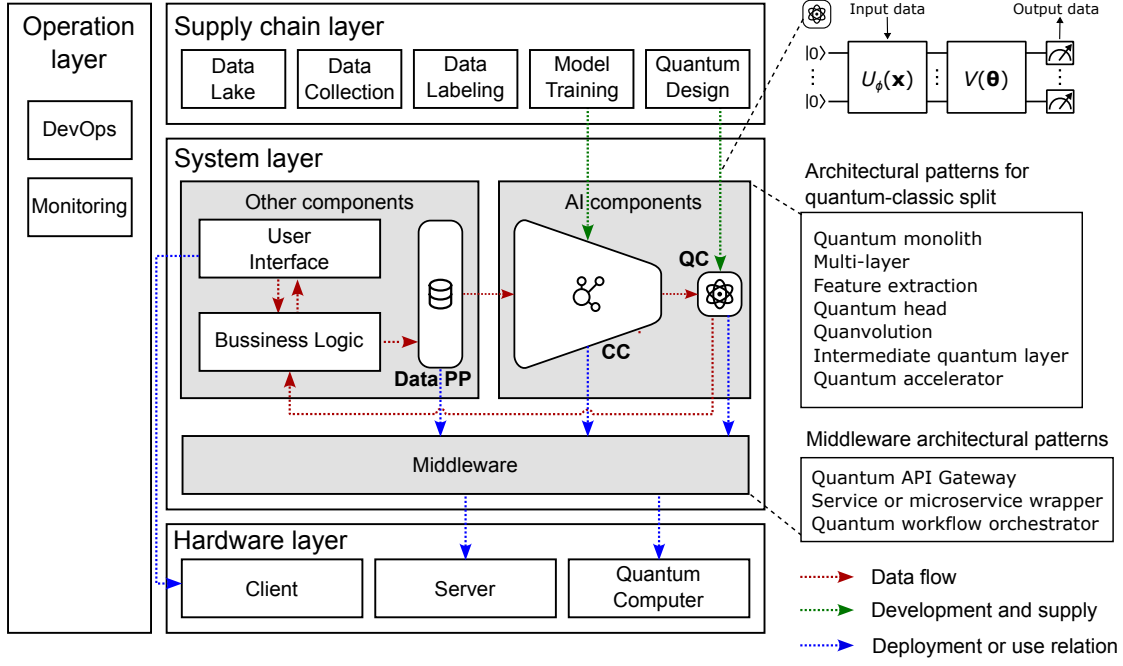 Operation
layer
DevOps
Monitoring
Supply chain layer
Data
Lake
Data
Collection
Data
Labeling
Model
Training
Quantum
Design
System layer
Other components
User
Interface
Bussiness Logic
Data PP
AI components
CC
QC
Middleware
Hardware layer
Client
Server
Quantum
Computer
Input data
Output data
|0⟩
|0⟩
U_ϕ(x)
V(θ)
Architectural patterns for
quantum-classic split
Quantum monolith
Multi-layer
Feature extraction
Quantum head
Quanvolution
Intermediate quantum layer
Quantum accelerator
Middleware architectural patterns
Quantum API Gateway
Service or microservice wrapper
Quantum workflow orchestrator
Data flow
Development and supply
Deployment or use relation